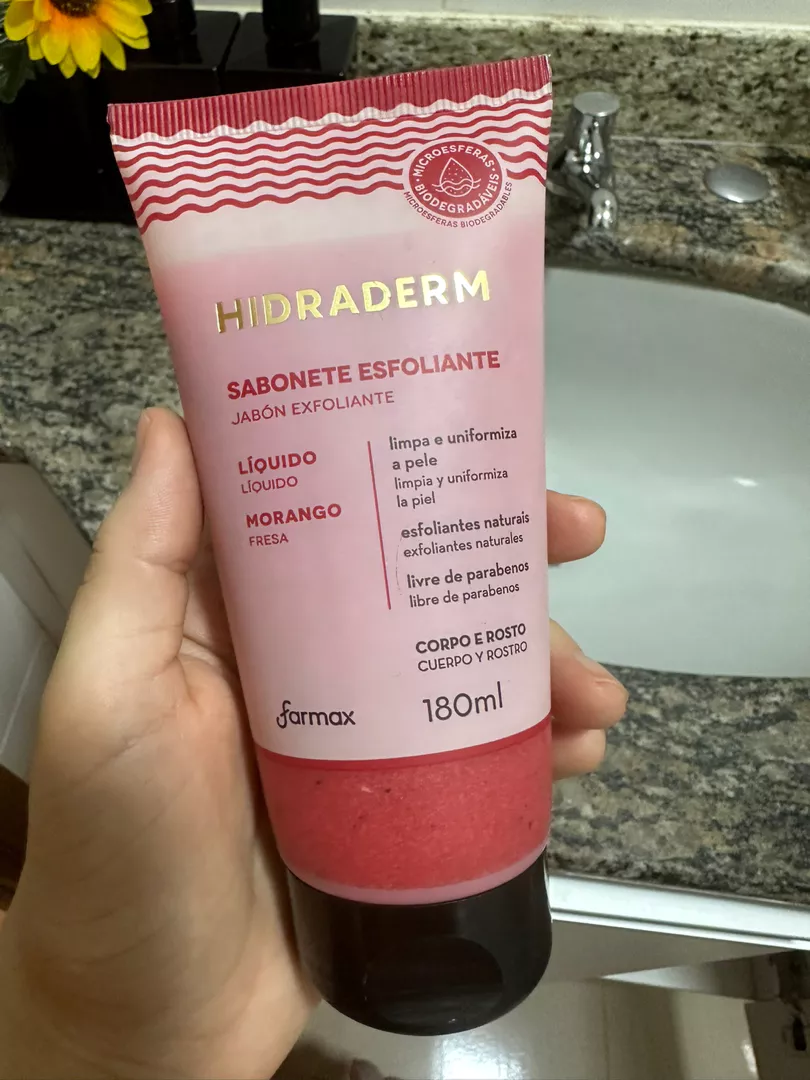 MICROESFERAS
BIODEGRADÁVEIS
MICROESFERAS BIODEGRADABLES
HIDRADERM
SABONETE ESFOLIANTE
JABÓN EXFOLIANTE
LÍQUIDO
LÍQUIDO
MORANGO
FRESA
limpa e uniformiza
a pele
limpia y uniformiza
la piel
esfoliantes naturais
exfoliantes naturales
livre de parabenos
libre de parabenos
CORPO E ROSTO
CUERPO Y ROSTRO
farmax
180ml